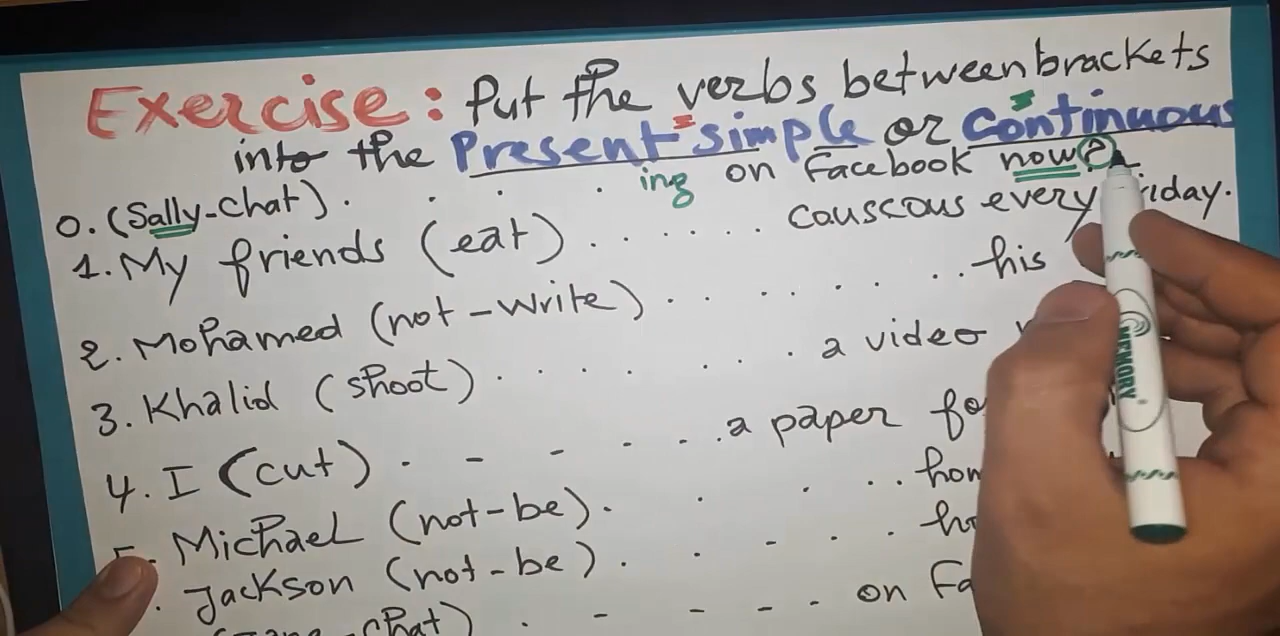 Exercise: Put the verbs between brackets
into the Present simple or Continuous
0. (Sally-chat). . . . ing on Facebook now?
1. My friends (eat) . . . . . . couscous every
2. Mohamed (not-write) . . . . . . . his
3. Khalid (shoot) . . . . . . . a video
4. I (cut) . - - - . . a paper
Michael (not-be). . . . .
Jackson (not-be). . - . .
chat) . - - - . on
MEMORY